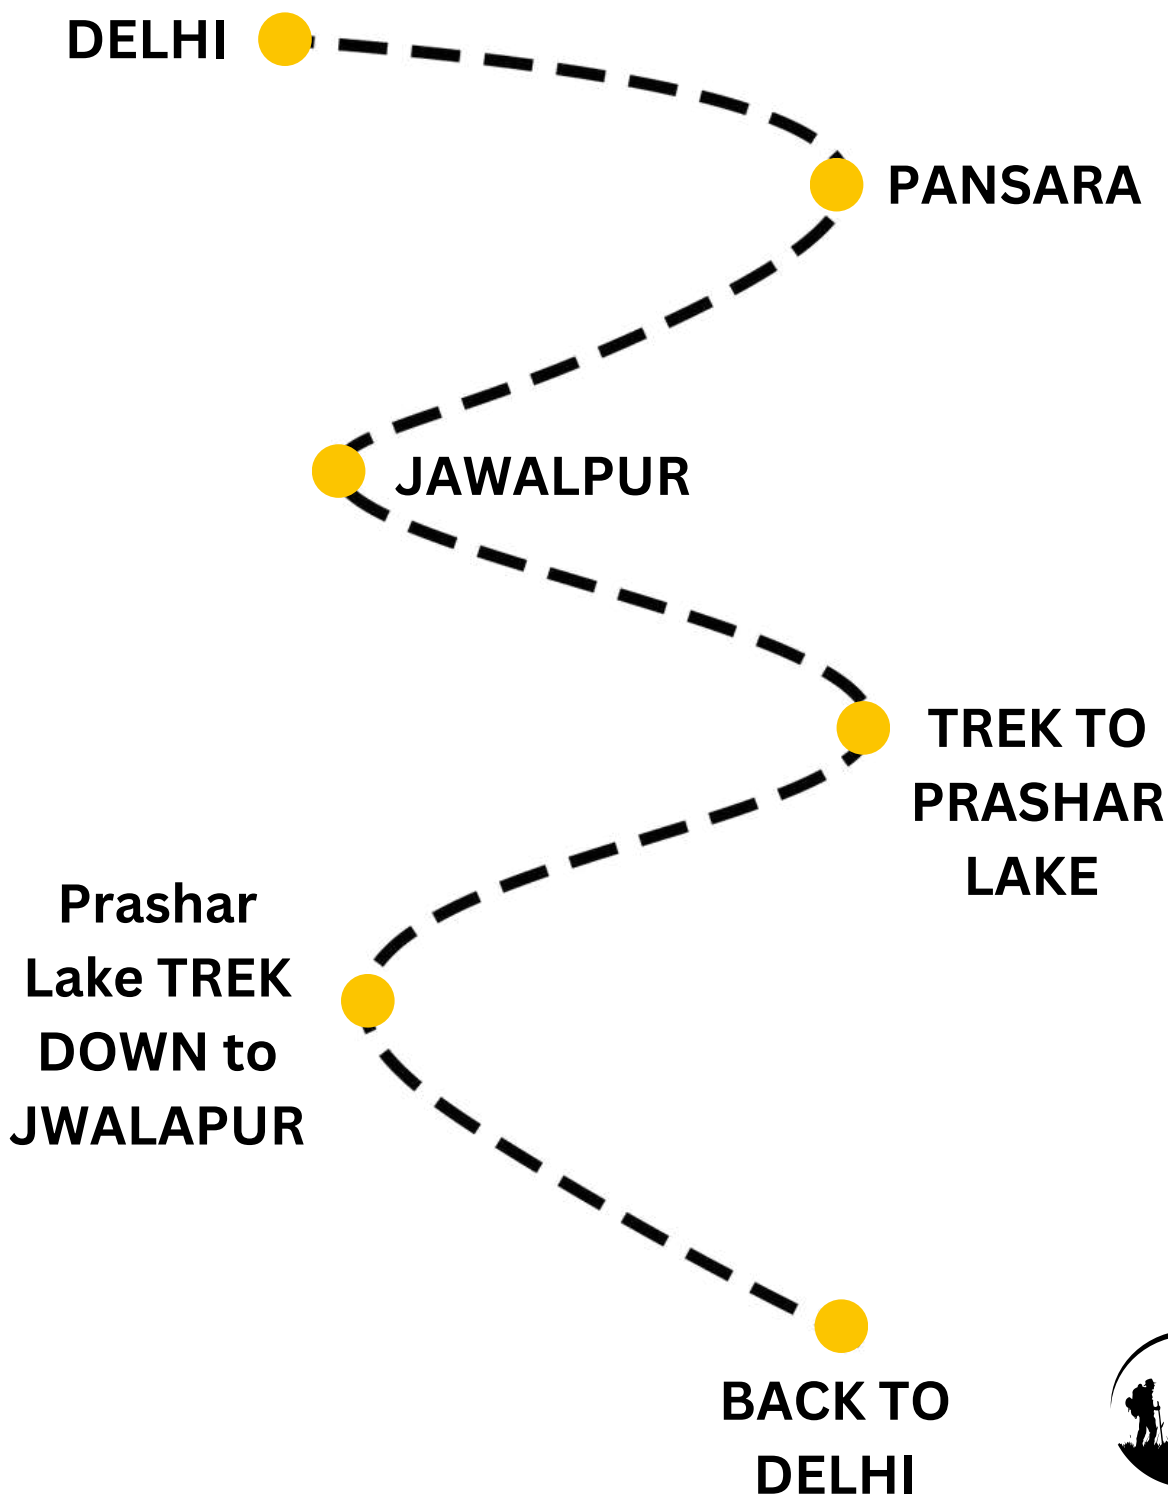 DELHI
PANSARA
JAWALPUR
TREK TO
PRASHAR
LAKE
Prashar
Lake TREK
DOWN to
JWALAPUR
BACK TO
DELHI